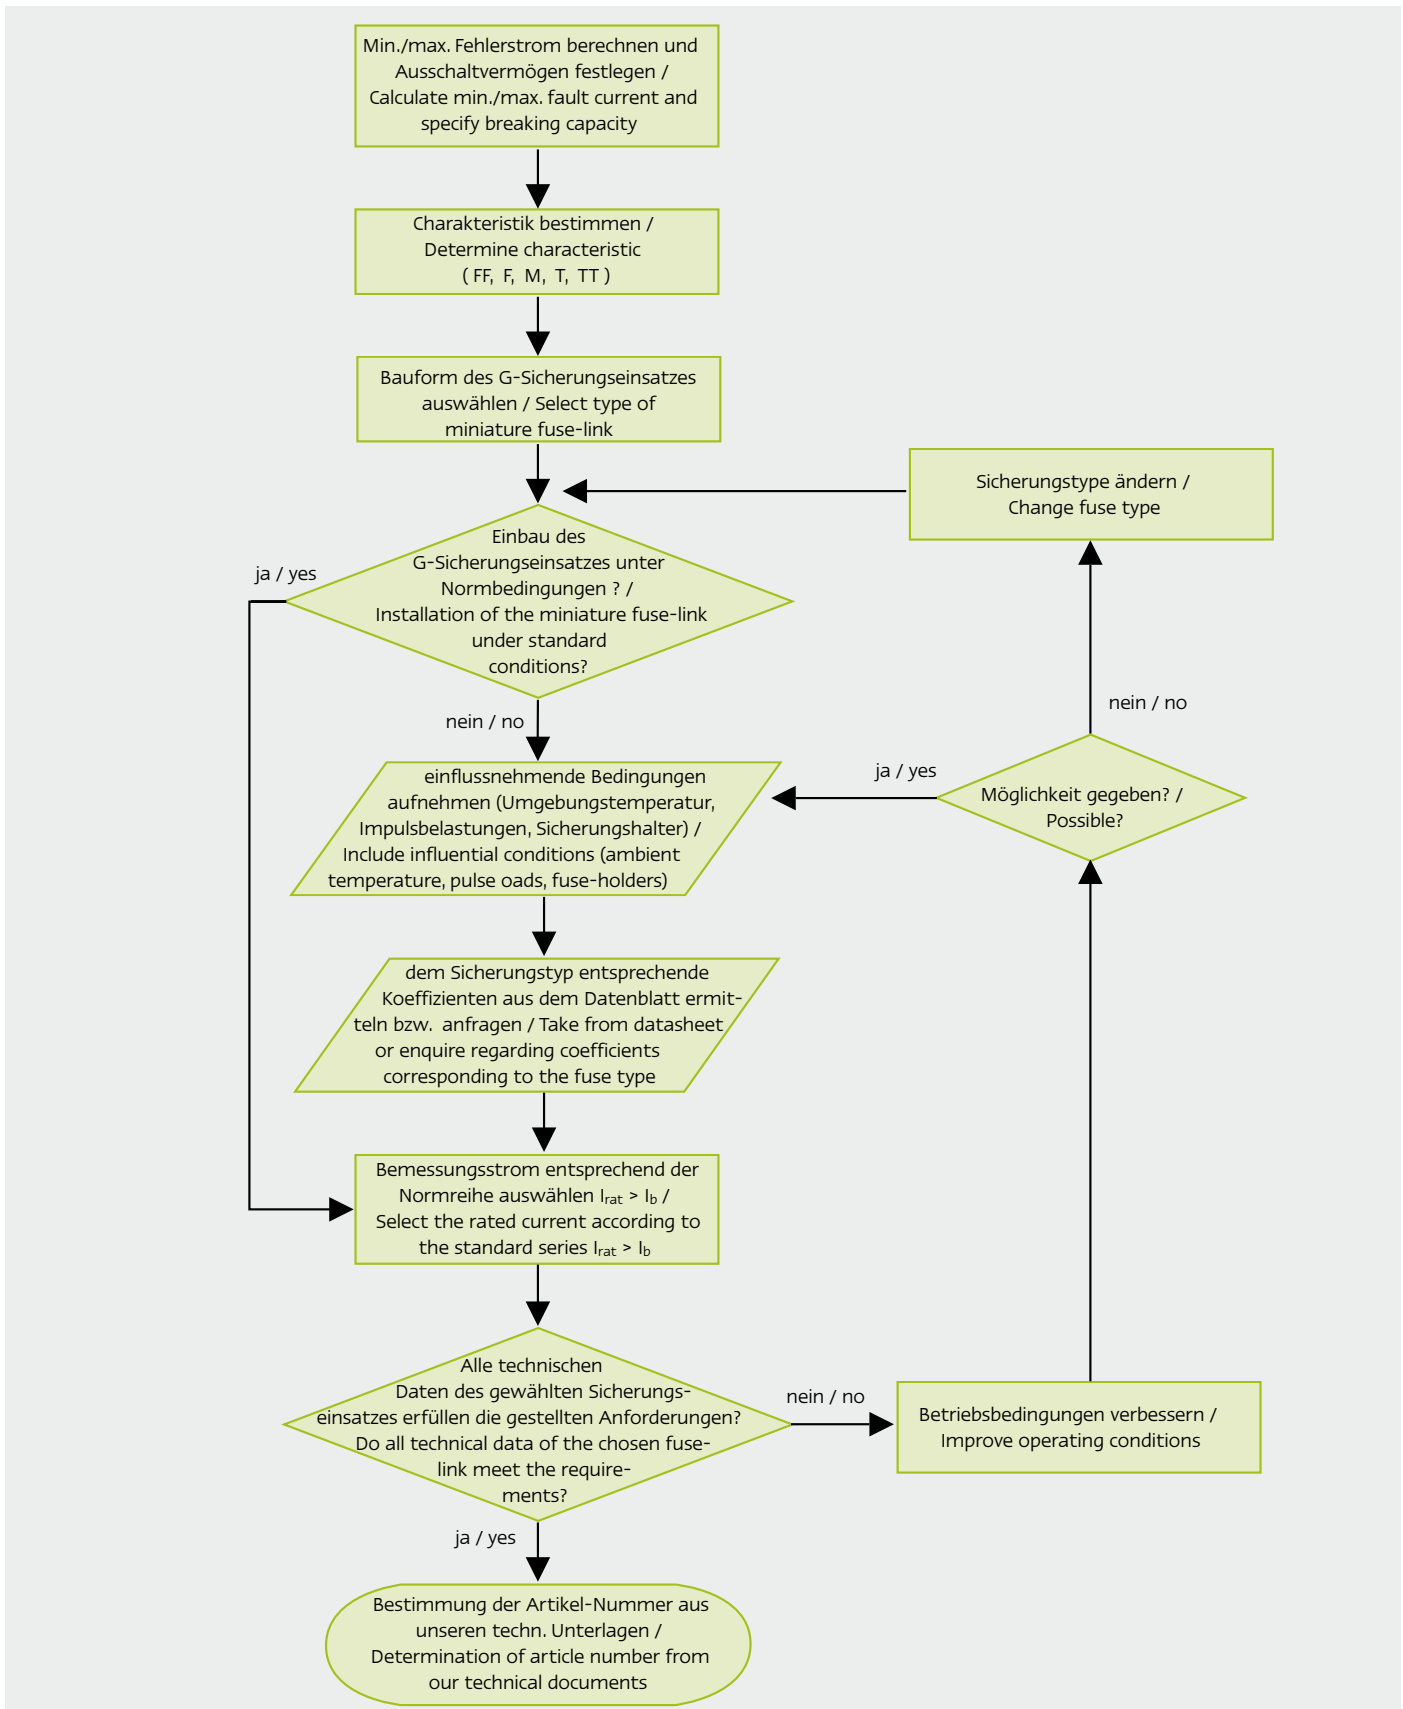 Min./max. Fehlerstrom berechnen und
Ausschaltvermögen festlegen /
Calculate min./max. fault current and
specify breaking capacity
Charakteristik bestimmen /
Determine characteristic
( FF, F, M, T, TT )
Bauform des G-Sicherungseinsatzes
auswählen / Select type of
miniature fuse-link
Sicherungstype ändern /
Change fuse type
Einbau des
G-Sicherungseinsatzes unter
Normbedingungen ? /
Installation of the miniature fuse-link
under standard
conditions?
ja / yes
nein / no
nein / no
ja / yes
Möglichkeit gegeben? /
Possible?
einflussnehmende Bedingungen
aufnehmen (Umgebungstemperatur,
Impulsbelastungen, Sicherungshalter) /
Include influential conditions (ambient
temperature, pulse oads, fuse-holders)
dem Sicherungstyp entsprechende
Koeffizienten aus dem Datenblatt ermit-
teln bzw. anfragen / Take from datasheet
or enquire regarding coefficients
corresponding to the fuse type
Bemessungsstrom entsprechend der
Normreihe auswählen Irat > Ib /
Select the rated current according to
the standard series Irat > Ib
Alle technischen
Daten des gewählten Sicherungs-
einsatzes erfüllen die gestellten Anforderungen?
Do all technical data of the chosen fuse-
link meet the require-
ments?
nein / no
Betriebsbedingungen verbessern /
Improve operating conditions
ja / yes
Bestimmung der Artikel-Nummer aus
unseren techn. Unterlagen /
Determination of article number from
our technical documents